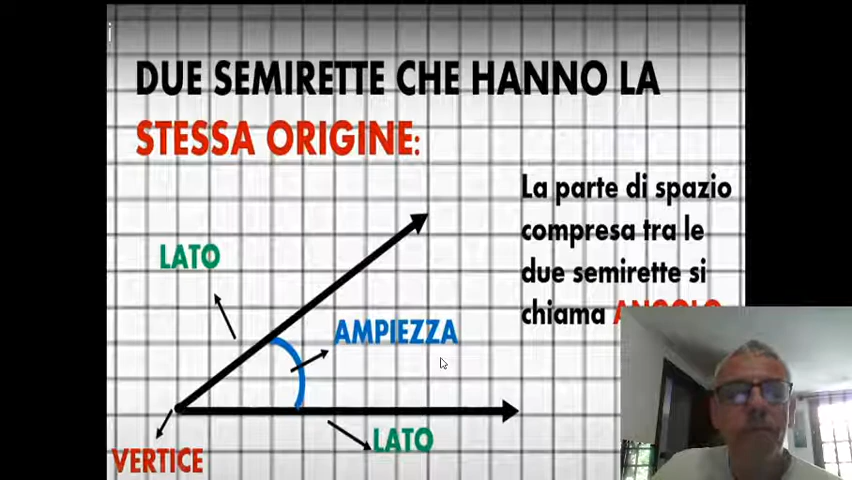 i
DUE SEMIRETTE CHE HANNO LA
STESSA ORIGINE:
La parte di spazio
compresa tra le
due semirette si
chiama ANGOLO
LATO
AMPIEZZA
LATO
VERTICE